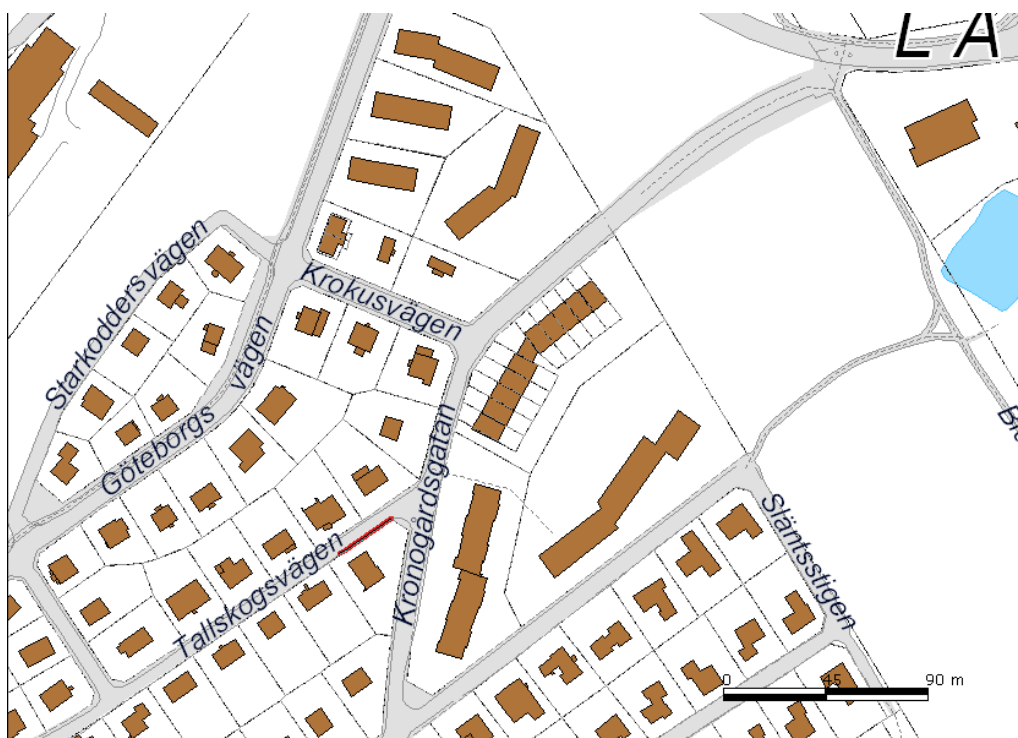 L A
Starkoddersvägen
Krokusvägen
Göteborgs
vägen
Kronogårdsgatan
Tallskogsvägen
Släntsstigen
0 45 90 m